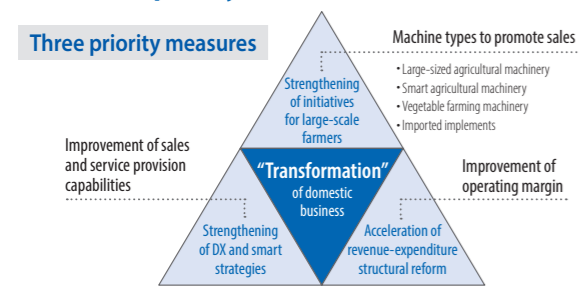 Three priority measures
Machine types to promote sales
• Large-sized agricultural machinery
• Smart agricultural machinery
• Vegetable farming machinery
• Imported implements
Strengthening
of initiatives
for large-scale
farmers
Improvement of sales
and service provision
capabilities
“Transformation”
of domestic
business
Improvement of
operating margin
Strengthening
of DX and smart
strategies
Acceleration of
revenue-expenditure
structural reform